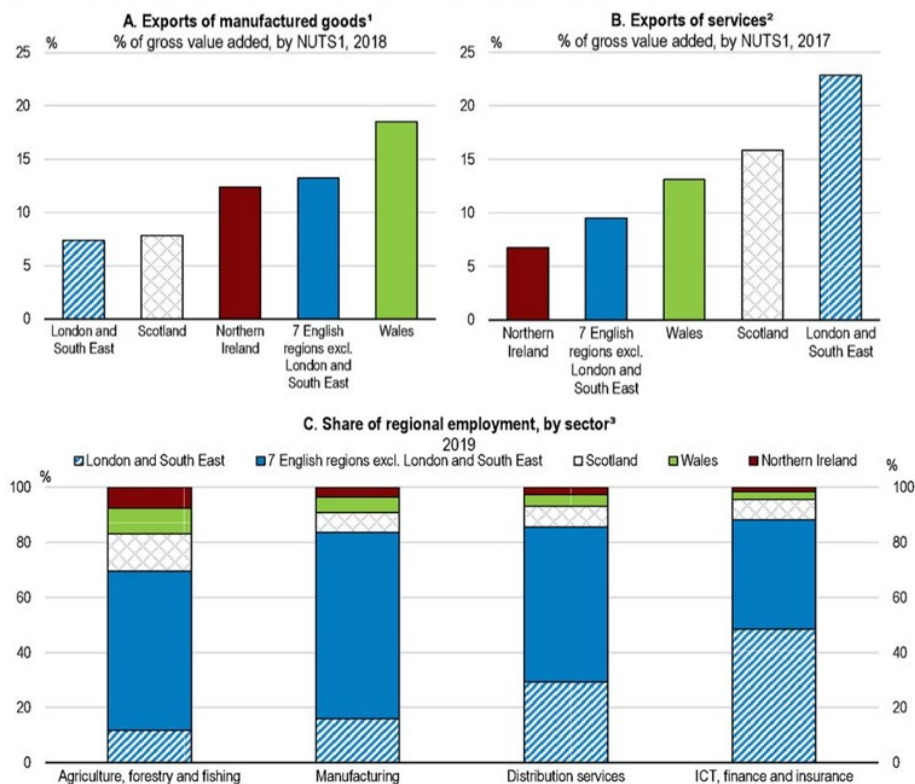 A. Exports of manufactured goods¹
% of gross value added, by NUTS1, 2018
%
25
20
15
10
5
0
London and
South East
Scotland
Northern
Ireland
7 English
regions excl.
London and
South East
Wales
B. Exports of services²
% of gross value added, by NUTS1, 2017
%
25
20
15
10
5
0
Northern
Ireland
7 English
regions excl.
London and
South East
Wales
Scotland
London and
South East
C. Share of regional employment, by sector³
2019
London and South East
7 English regions excl. London and South East
Scotland
Wales
Northern Ireland
%
100
80
60
40
20
0
%
100
80
60
40
20
0
Agriculture, forestry and fishing
Manufacturing
Distribution services
ICT, finance and insurance